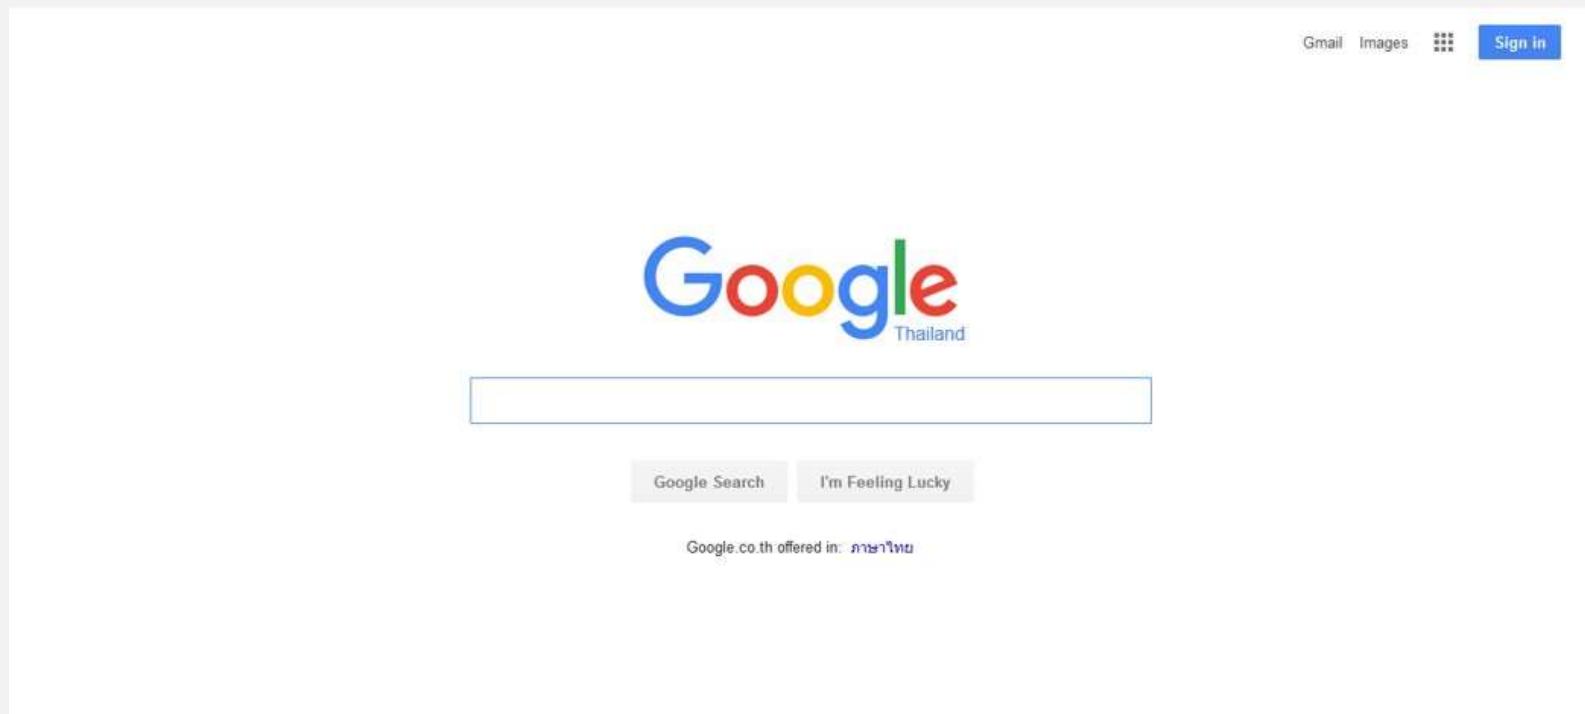 Gmail Images Sign in
Google
Thailand
Google Search I'm Feeling Lucky
Google.co.th offered in: ภาษาไทย